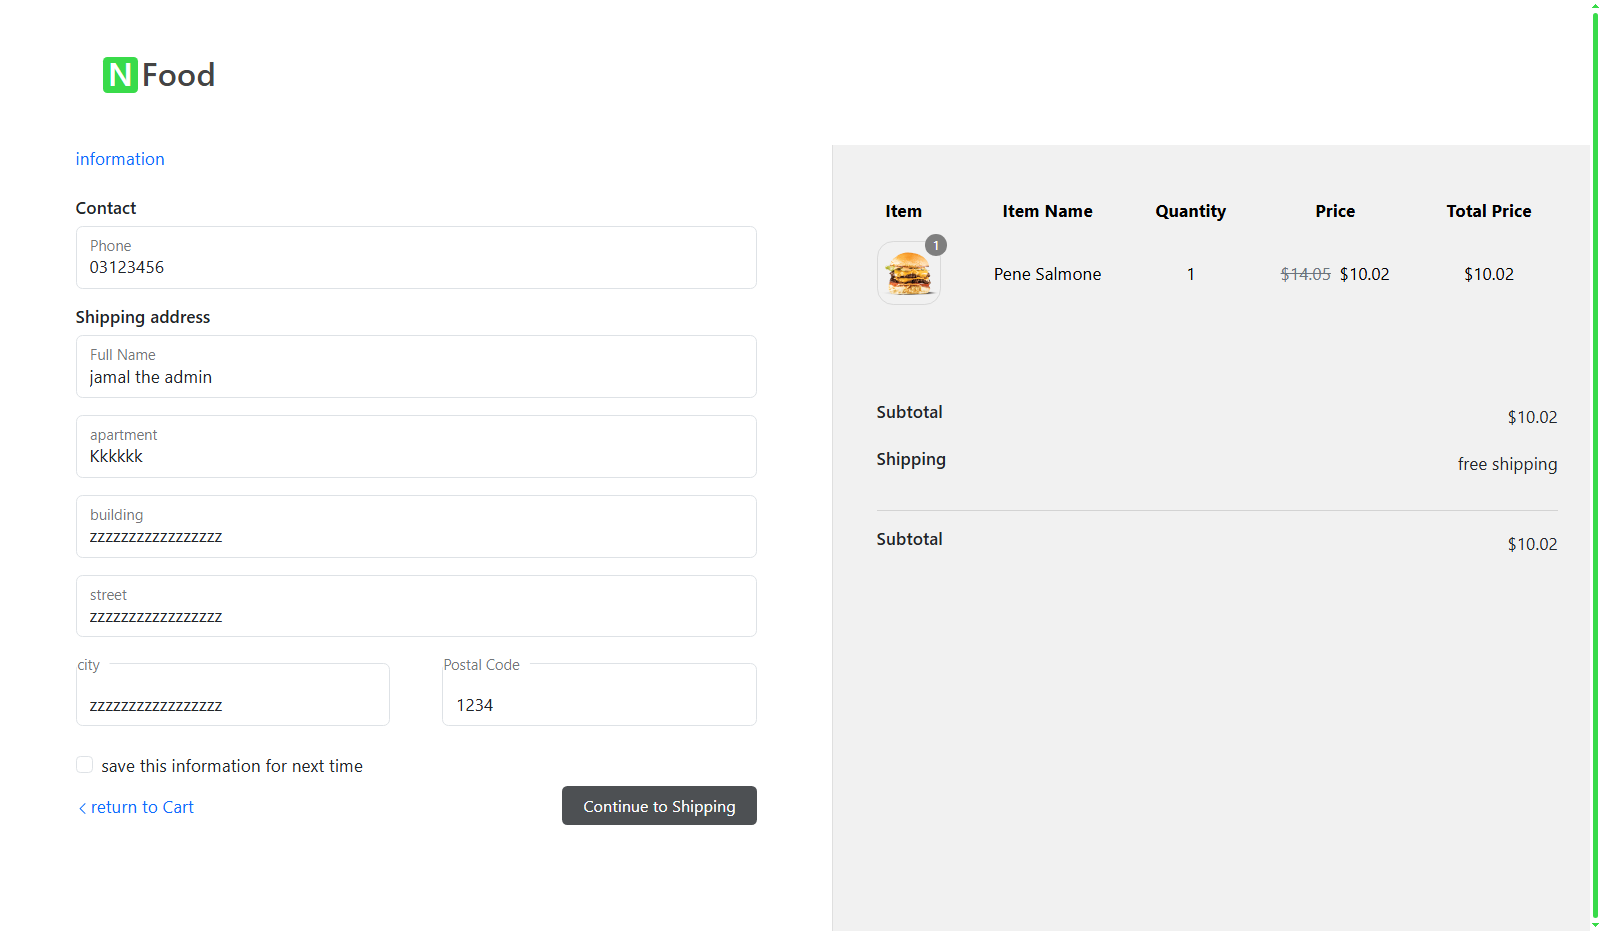 N Food
information
Contact
Phone
03123456
Shipping address
Full Name
jamal the admin
apartment
Kkkkkk
building
zzzzzzzzzzzzzzzzz
street
zzzzzzzzzzzzzzzzz
city
zzzzzzzzzzzzzzzzz
Postal Code
1234
save this information for next time
return to Cart
Continue to Shipping
Item Item Name Quantity Price Total Price
1
Pene Salmone 1 $14.05 $10.02 $10.02
Subtotal $10.02
Shipping free shipping
Subtotal $10.02